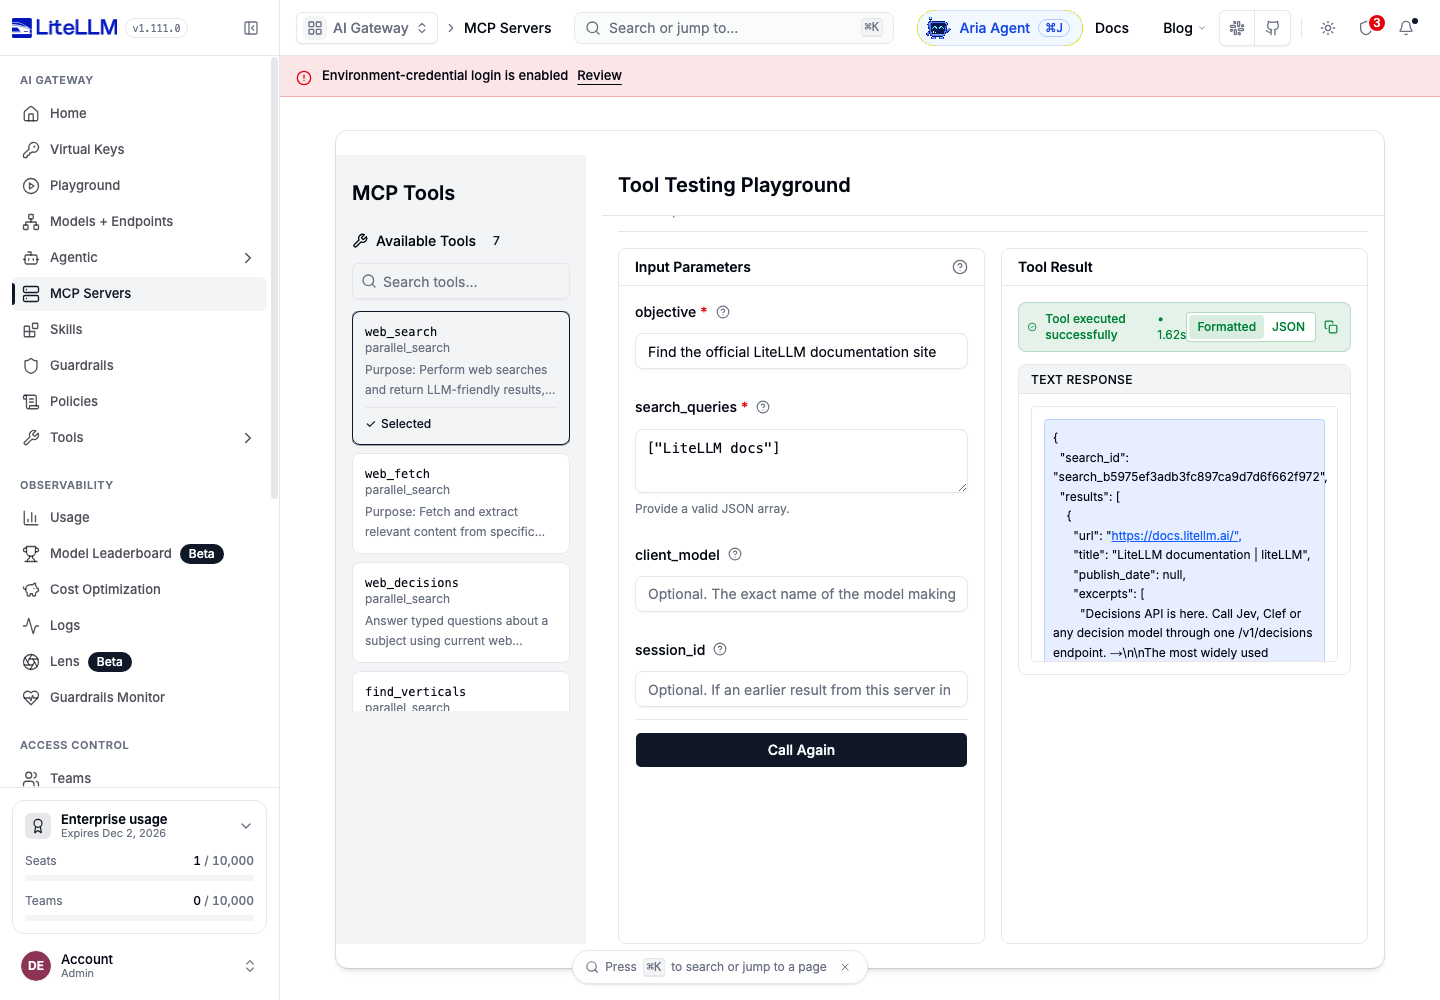 LiteLLM
v1.111.0
AI Gateway
MCP Servers
Search or jump to...
⌘K
Aria Agent
⌘J
Docs
Blog
3
Environment-credential login is enabled Review
AI GATEWAY
Home
Virtual Keys
Playground
Models + Endpoints
Agentic
MCP Servers
Skills
Guardrails
Policies
Tools
OBSERVABILITY
Usage
Model Leaderboard Beta
Cost Optimization
Logs
Lens Beta
Guardrails Monitor
ACCESS CONTROL
Teams
Enterprise usage
Expires Dec 2, 2026
Seats 1 / 10,000
Teams 0 / 10,000
DE
Account
Admin
MCP Tools
Available Tools 7
Search tools...
web_search
parallel_search
Purpose: Perform web searches
and return LLM-friendly results,...
Selected
web_fetch
parallel_search
Purpose: Fetch and extract
relevant content from specific...
web_decisions
parallel_search
Answer typed questions about a
subject using current web...
find_verticals
parallel_search
Tool Testing Playground
Input Parameters
objective *
Find the official LiteLLM documentation site
search_queries *
["LiteLLM docs"]
Provide a valid JSON array.
client_model
Optional. The exact name of the model making
session_id
Optional. If an earlier result from this server in
Call Again
Tool Result
Tool executed
successfully
• 1.62s
Formatted
JSON
TEXT RESPONSE
{
"search_id":
"search_b5975ef3adb3fc897ca9d7d6f662f972",
"results": [
{
"url": "https://docs.litellm.ai/",
"title": "LiteLLM documentation | liteLLM",
"publish_date": null,
"excerpts": [
"Decisions API is here. Call Jev, Clef or
any decision model through one /v1/decisions
endpoint. →\n\nThe most widely used
Press ⌘K to search or jump to a page